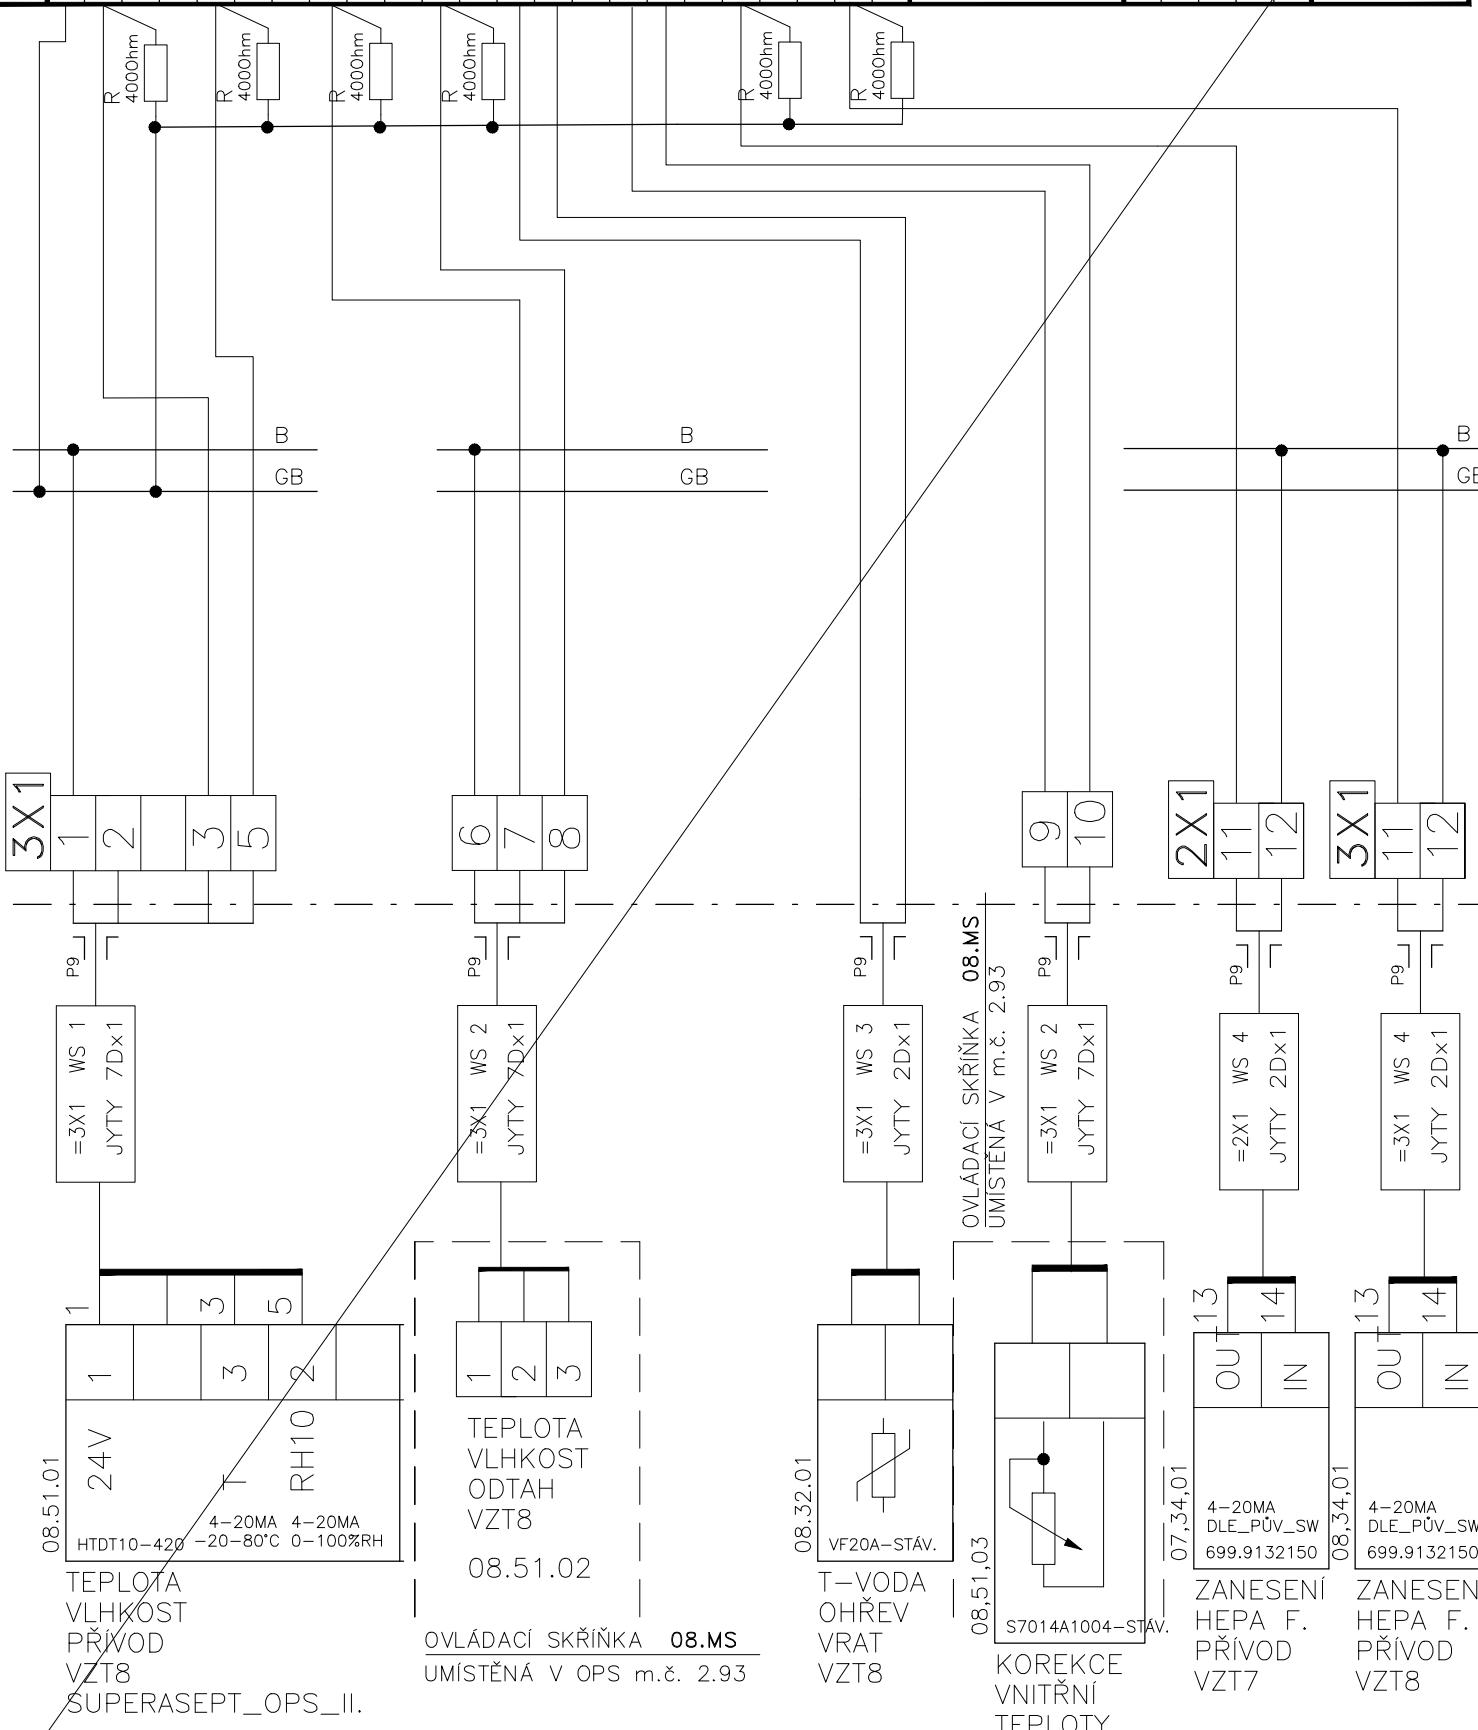 R
400Ohm
R
400Ohm
R
400Ohm
R
400Ohm
R
400Ohm
R
400Ohm
B
GB
B
GB
B
3X1
1
2
3
5
6
7
8
9
10
2X1
11
12
3X1
11
12
P9
P9
P9
P9
P9
P9
=3X1 WS 1
JYTY 7Dx1
=3X1 WS 2
JYTY 7Dx1
=3X1 WS 3
JYTY 2Dx1
OVLÁDACÍ SKŘÍŇKA 08.MS
UMÍSTĚNÁ V m.č. 2.93
=3X1 WS 2
JYTY 7Dx1
=2X1 WS 4
JYTY 2Dx1
=3X1 WS 4
JYTY 2Dx1
1
3
5
1
3
2
24V
T
RH10
08.51.01
4-20MA 4-20MA
HTDT10-420 -20-80°C 0-100%RH
TEPLOTA
VLHKOST
PŘÍVOD
VZT8
SUPERASEPT_OPS_II.
1
2
3
TEPLOTA
VLHKOST
ODTAH
VZT8
08.51.02
OVLÁDACÍ SKŘÍŇKA 08.MS
UMÍSTĚNÁ V OPS m.č. 2.93
08.32.01
VF20A-STÁV.
T-VODA
OHŘEV
VRAT
VZT8
08,51,03
S7014A1004-STÁV.
KOREKCE
VNITŘNÍ
TEPLOTY
13
14
OUT
IN
07,34,01
4-20MA
DLE_PŮV_SW
699.9132150
ZANESENÍ
HEPA F.
PŘÍVOD
VZT7
13
14
OUT
IN
08,34,01
4-20MA
DLE_PŮV_SW
699.9132150
HEPA F.
PŘÍVOD
VZT8